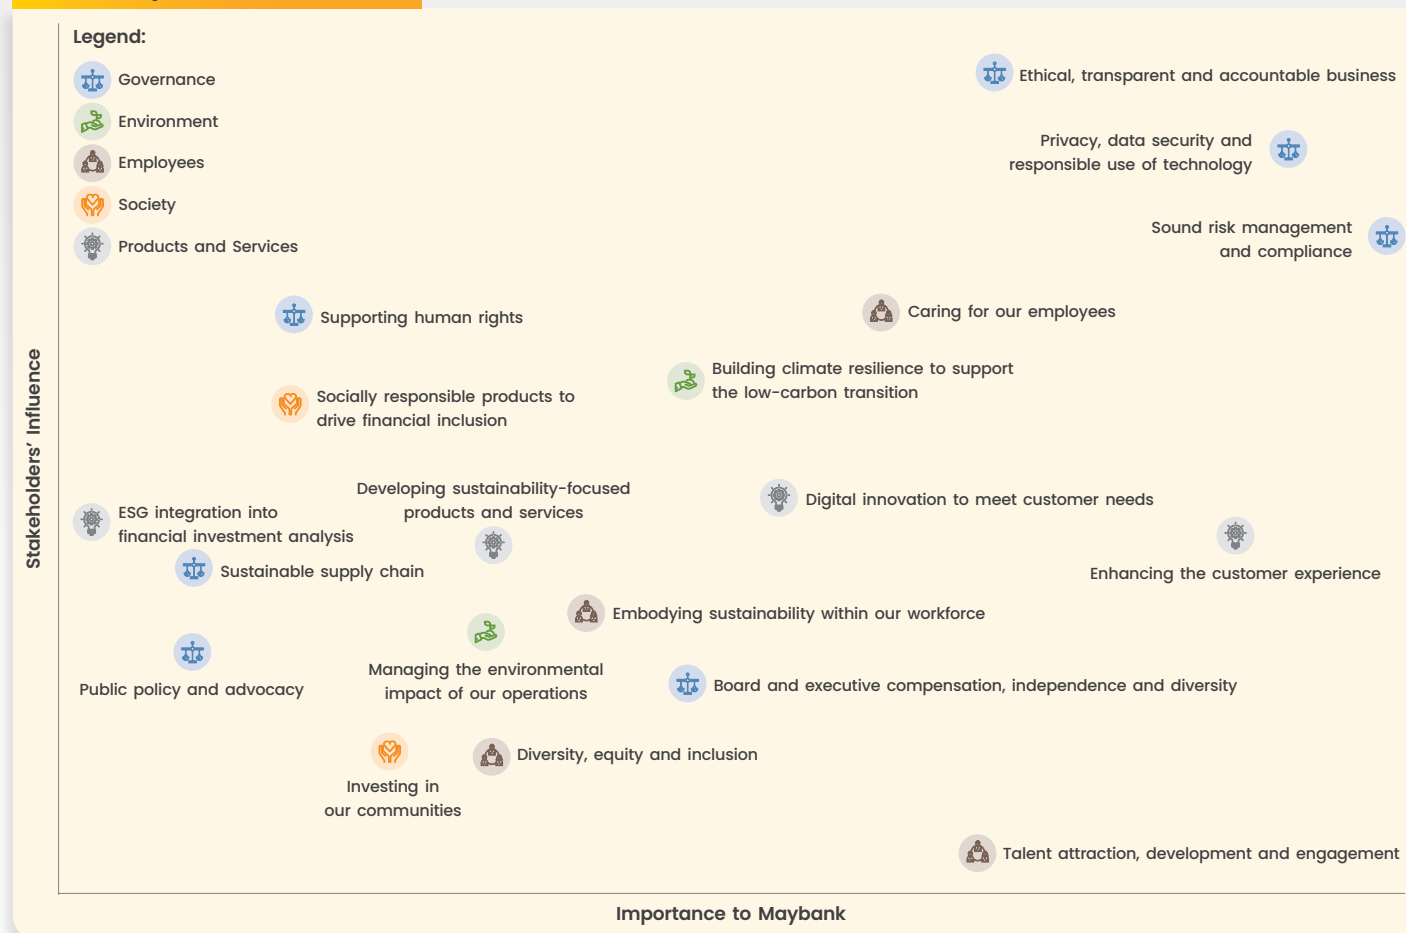 Legend:
Governance
Environment
Employees
Society
Products and Services
Ethical, transparent and accountable business
Privacy, data security and
responsible use of technology
Sound risk management
and compliance
Supporting human rights
Caring for our employees
Building climate resilience to support
the low-carbon transition
Socially responsible products to
drive financial inclusion
Developing sustainability-focused
products and services
Digital innovation to meet customer needs
ESG integration into
financial investment analysis
Enhancing the customer experience
Sustainable supply chain
Embodying sustainability within our workforce
Managing the environmental
impact of our operations
Public policy and advocacy
Board and executive compensation, independence and diversity
Diversity, equity and inclusion
Investing in
our communities
Talent attraction, development and engagement
Stakeholders' Influence
Importance to Maybank